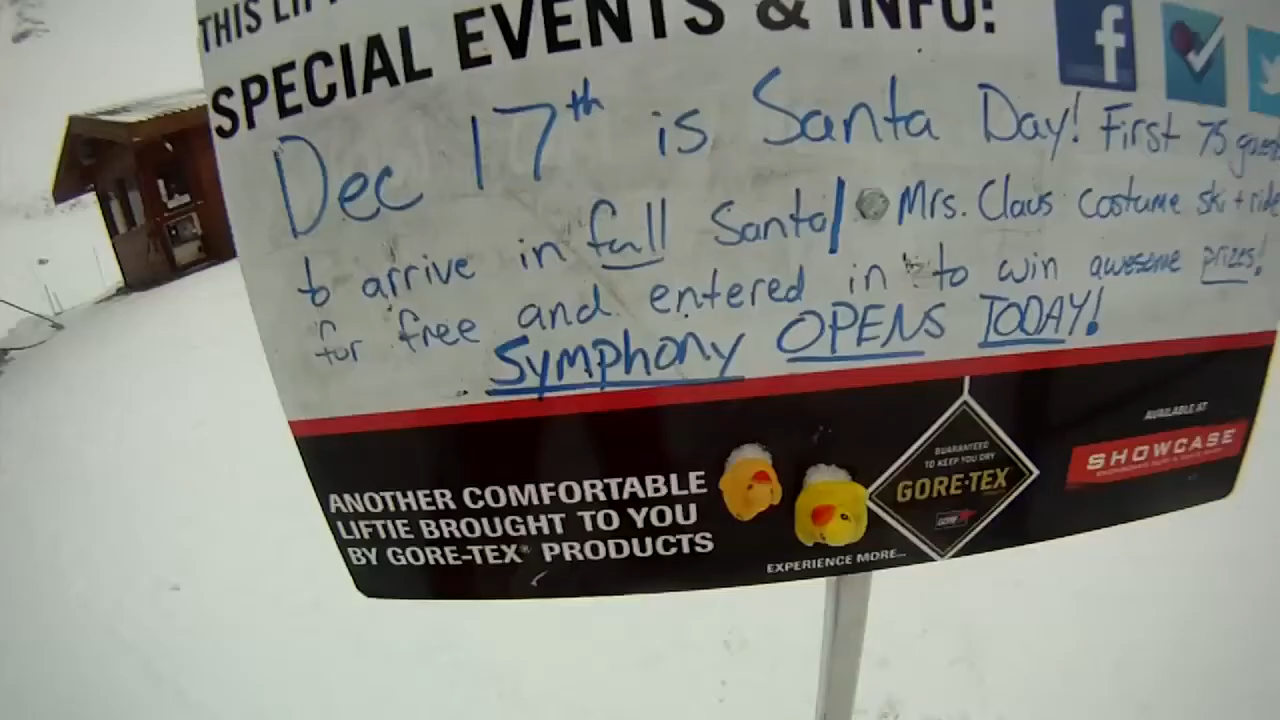 THIS
SPECIAL EVENTS & INFO:
f
Dec 17th is Santa Day! First 75
to arrive in full Santa/ Mrs. Claus costume ski + ride
for free and entered in to win awesome prizes!
SYMPHONY OPENS TODAY!
ANOTHER COMFORTABLE
LIFTIE BROUGHT TO YOU
BY GORE-TEX® PRODUCTS
GUARANTEED
TO KEEP YOU DRY
GORE-TEX
GORE
EXPERIENCE MORE...
AVAILABLE AT
SHOWCASE